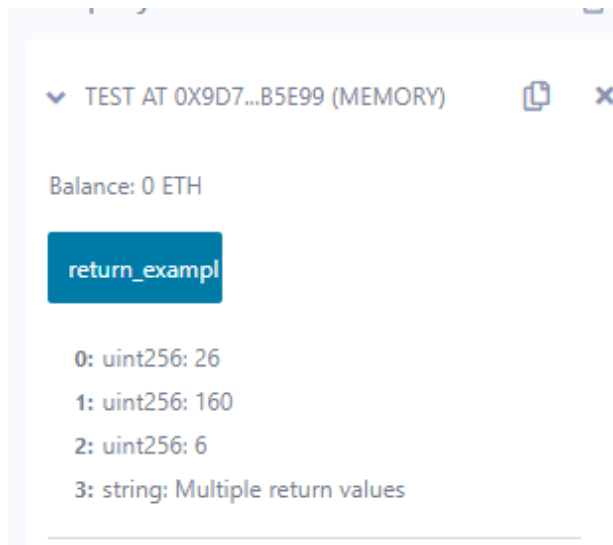 TEST AT 0X9D7...B5E99 (MEMORY)
Balance: 0 ETH
return_exampl
0: uint256: 26
1: uint256: 160
2: uint256: 6
3: string: Multiple return values